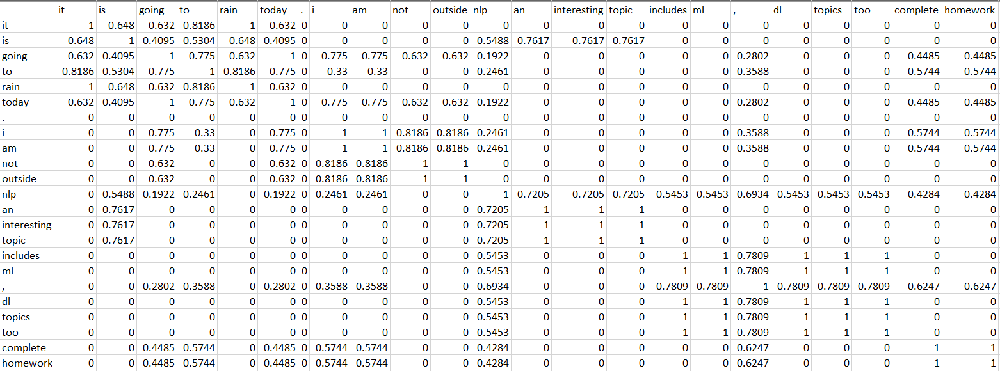 it is going to rain today . i am not outside nlp an interesting topic includes ml , dl topics too complete homework
it 1 0.648 0.632 0.8186 1 0.632 0 0 0 0 0 0 0 0 0 0 0 0 0 0 0 0 0
is 0.648 1 0.4095 0.5304 0.648 0.4095 0 0 0 0 0 0.5488 0.7617 0.7617 0.7617 0 0 0 0 0 0 0 0
going 0.632 0.4095 1 0.775 0.632 1 0 0.775 0.775 0.632 0.632 0.1922 0 0 0 0 0 0.2802 0 0 0 0.4485 0.4485
to 0.8186 0.5304 0.775 1 0.8186 0.775 0 0.33 0.33 0 0 0.2461 0 0 0 0 0 0.3588 0 0 0 0.5744 0.5744
rain 1 0.648 0.632 0.8186 1 0.632 0 0 0 0 0 0 0 0 0 0 0 0 0 0 0 0 0
today 0.632 0.4095 1 0.775 0.632 1 0 0.775 0.775 0.632 0.632 0.1922 0 0 0 0 0 0.2802 0 0 0 0.4485 0.4485
. 0 0 0 0 0 0 0 0 0 0 0 0 0 0 0 0 0 0 0 0 0 0 0
i 0 0 0.775 0.33 0 0.775 0 1 1 0.8186 0.8186 0.2461 0 0 0 0 0 0.3588 0 0 0 0.5744 0.5744
am 0 0 0.775 0.33 0 0.775 0 1 1 0.8186 0.8186 0.2461 0 0 0 0 0 0.3588 0 0 0 0.5744 0.5744
not 0 0 0.632 0 0 0.632 0 0.8186 0.8186 1 1 0 0 0 0 0 0 0 0 0 0 0 0
outside 0 0 0.632 0 0 0.632 0 0.8186 0.8186 1 1 0 0 0 0 0 0 0 0 0 0 0 0
nlp 0 0.5488 0.1922 0.2461 0 0.1922 0 0.2461 0.2461 0 0 1 0.7205 0.7205 0.7205 0.5453 0.5453 0.6934 0.5453 0.5453 0.5453 0.4284 0.4284
an 0 0.7617 0 0 0 0 0 0 0 0 0 0.7205 1 1 1 0 0 0 0 0 0 0 0
interesting 0 0.7617 0 0 0 0 0 0 0 0 0 0.7205 1 1 1 0 0 0 0 0 0 0 0
topic 0 0.7617 0 0 0 0 0 0 0 0 0 0.7205 1 1 1 0 0 0 0 0 0 0 0
includes 0 0 0 0 0 0 0 0 0 0 0 0.5453 0 0 0 1 1 0.7809 1 1 1 0 0
ml 0 0 0 0 0 0 0 0 0 0 0 0.5453 0 0 0 1 1 0.7809 1 1 1 0 0
, 0 0 0.2802 0.3588 0 0.2802 0 0.3588 0.3588 0 0 0.6934 0 0 0 0.7809 0.7809 1 0.7809 0.7809 0.7809 0.6247 0.6247
dl 0 0 0 0 0 0 0 0 0 0 0 0.5453 0 0 0 1 1 0.7809 1 1 1 0 0
topics 0 0 0 0 0 0 0 0 0 0 0 0.5453 0 0 0 1 1 0.7809 1 1 1 0 0
too 0 0 0 0 0 0 0 0 0 0 0 0.5453 0 0 0 1 1 0.7809 1 1 1 0 0
complete 0 0 0.4485 0.5744 0 0.4485 0 0.5744 0.5744 0 0 0.4284 0 0 0 0 0 0.6247 0 0 0 1 1
homework 0 0 0.4485 0.5744 0 0.4485 0 0.5744 0.5744 0 0 0.4284 0 0 0 0 0 0.6247 0 0 0 1 1